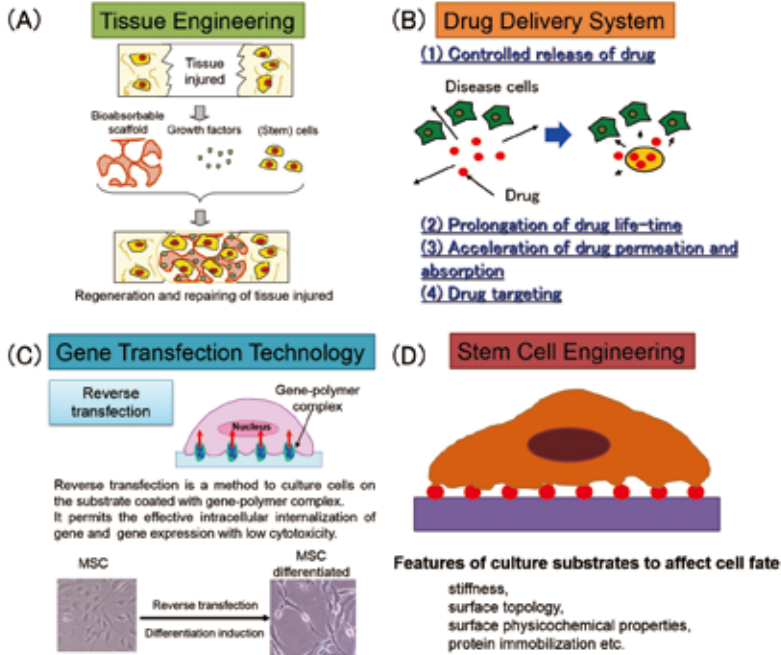 (A)
Tissue Engineering
Tissue
injured
Bioabsorbable
scaffold
Growth factors
(Stem) cells
Regeneration and repairing of tissue injured
(B)
Drug Delivery System
(1) Controlled release of drug
Disease cells
Drug
(2) Prolongation of drug life-time
(3) Acceleration of drug permeation and
absorption
(4) Drug targeting
(C)
Gene Transfection Technology
Reverse
transfection
Gene-polymer
complex
Nucleus
Reverse transfection is a method to culture cells on
the substrate coated with gene-polymer complex.
It permits the effective intracellular internalization of
gene and gene expression with low cytotoxicity.
MSC
Reverse transfection
Differentiation induction
MSC
differentiated
(D)
Stem Cell Engineering
Features of culture substrates to affect cell fate
stiffness,
surface topology,
surface physicochemical properties,
protein immobilization etc.